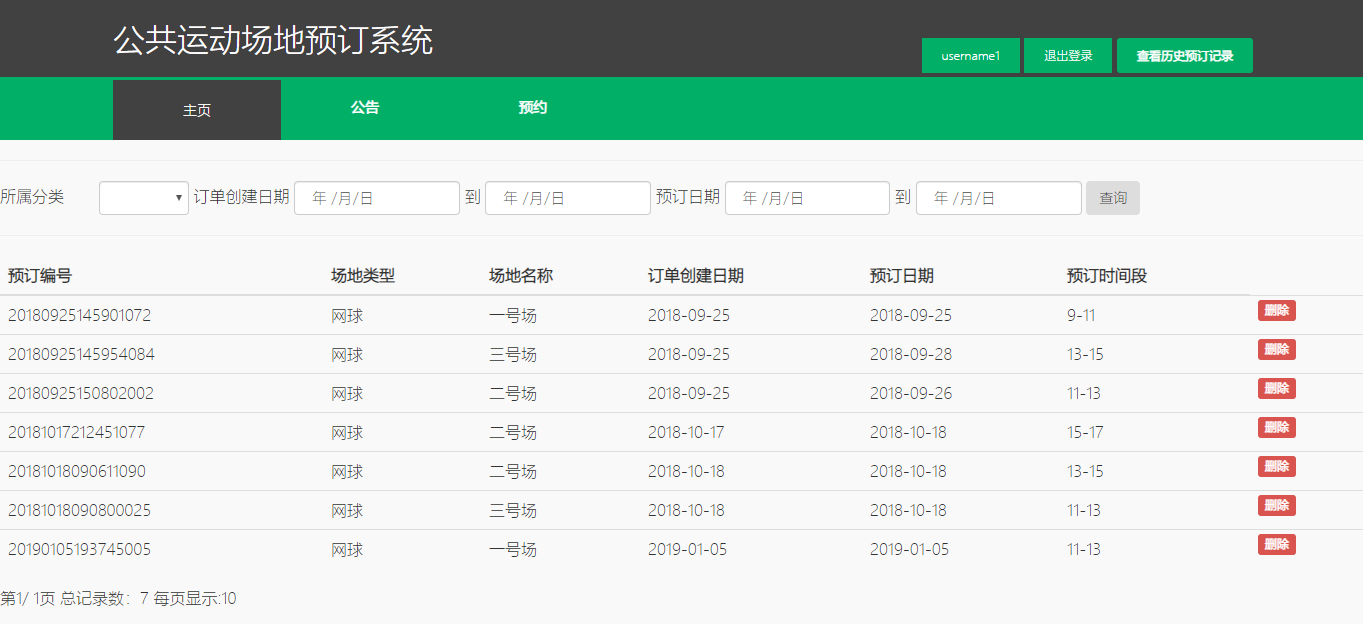 公共运动场地预订系统
username1 退出登录 查看历史预订记录
主页 公告 预约
所属分类 订单创建日期 年 /月/日 到 年 /月/日 预订日期 年 /月/日 到 年 /月/日 查询
预订编号 场地类型 场地名称 订单创建日期 预订日期 预订时间段
20180925145901072 网球 一号场 2018-09-25 2018-09-25 9-11 删除
20180925145954084 网球 三号场 2018-09-25 2018-09-28 13-15 删除
20180925150802002 网球 二号场 2018-09-25 2018-09-26 11-13 删除
20181017212451077 网球 二号场 2018-10-17 2018-10-18 15-17 删除
20181018090611090 网球 二号场 2018-10-18 2018-10-18 13-15 删除
20181018090800025 网球 三号场 2018-10-18 2018-10-18 11-13 删除
20190105193745005 网球 一号场 2019-01-05 2019-01-05 11-13 删除
第1/ 1页 总记录数：7 每页显示:10